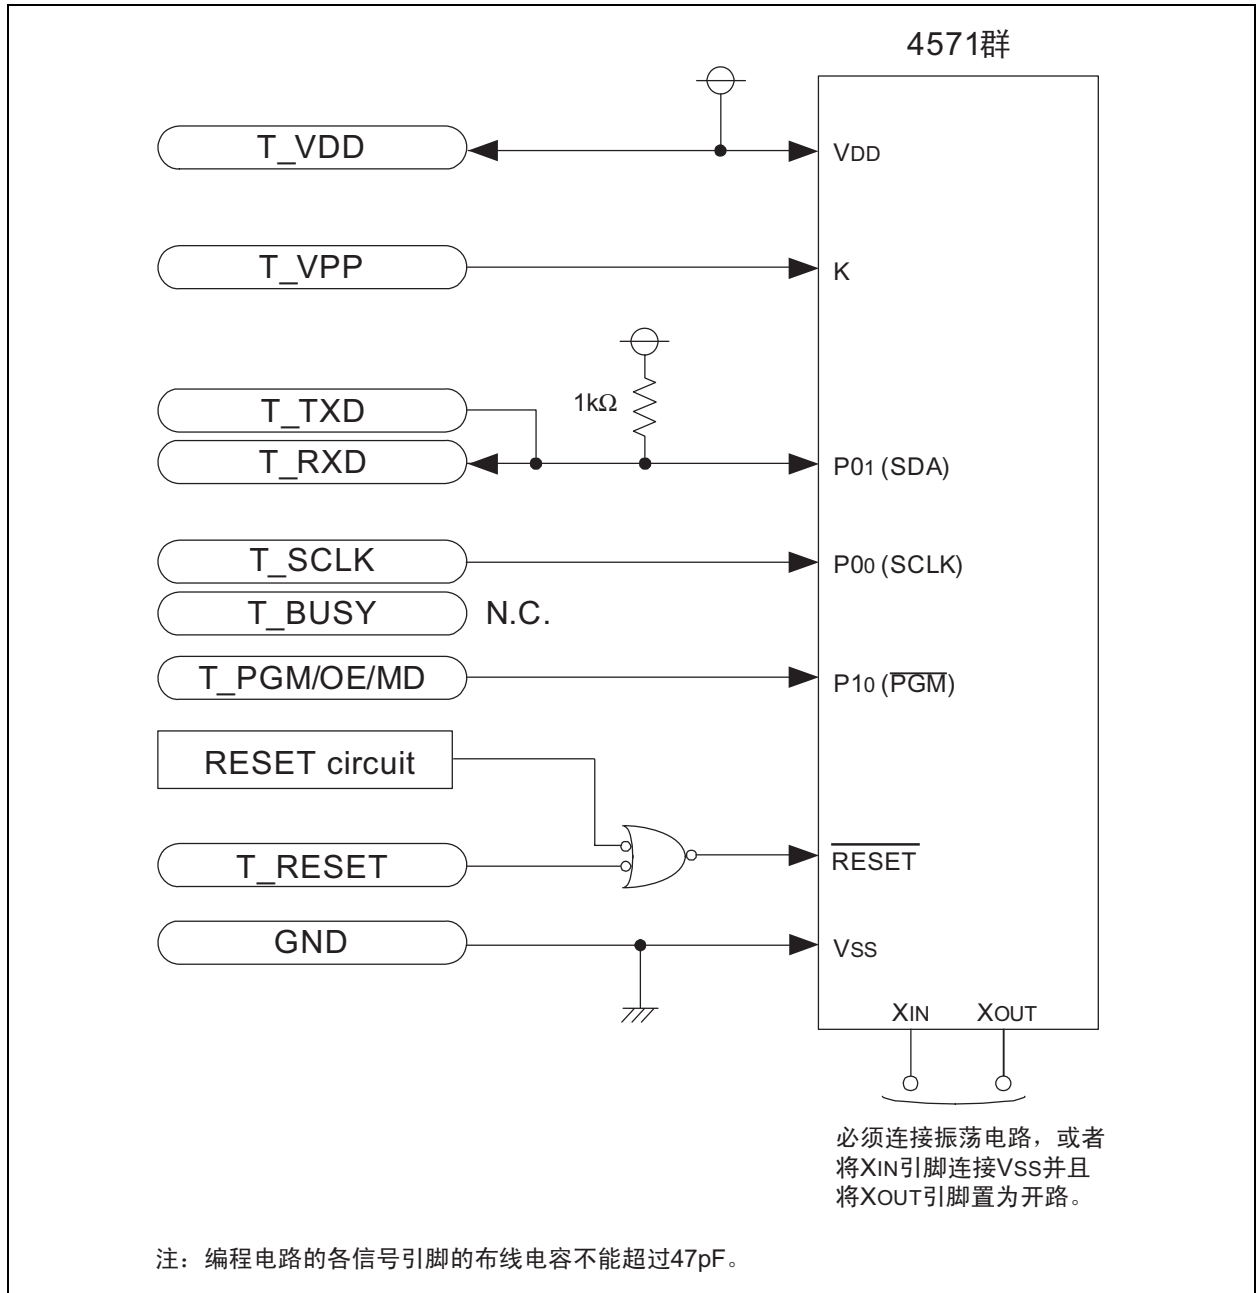 4571群
T_VDD
VDD
T_VPP
K
T_TXD
1kΩ
T_RXD
P01 (SDA)
T_SCLK
P00 (SCLK)
T_BUSY N.C.
T_PGM/OE/MD
P10 (PGM)
RESET circuit
T_RESET
RESET
GND
VSS
XIN XOUT
必须连接振荡电路，或者
将XIN引脚连接VSS并且
将XOUT引脚置为开路。
注：编程电路的各信号引脚的布线电容不能超过47pF。